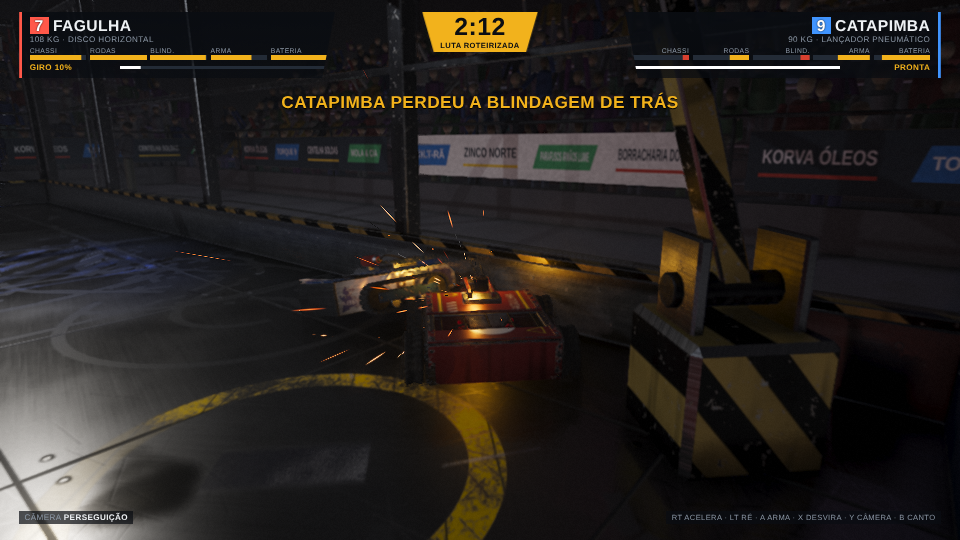 7 FAGULHA
108 KG · DISCO HORIZONTAL
CHASSI RODAS BLIND. ARMA BATERIA
GIRO 10%
2:12
LUTA ROTEIRIZADA
9 CATAPIMBA
90 KG · LANÇADOR PNEUMÁTICO
CHASSI RODAS BLIND. ARMA BATERIA
PRONTA
CATAPIMBA PERDEU A BLINDAGEM DE TRÁS
ZINCO NORTE
BORRACHARIA DO
KORVA ÓLEOS
TO
CÂMERA PERSEGUIÇÃO
RT ACELERA · LT RÉ · A ARMA · X DESVIRA · Y CÂMERA · B CANTO